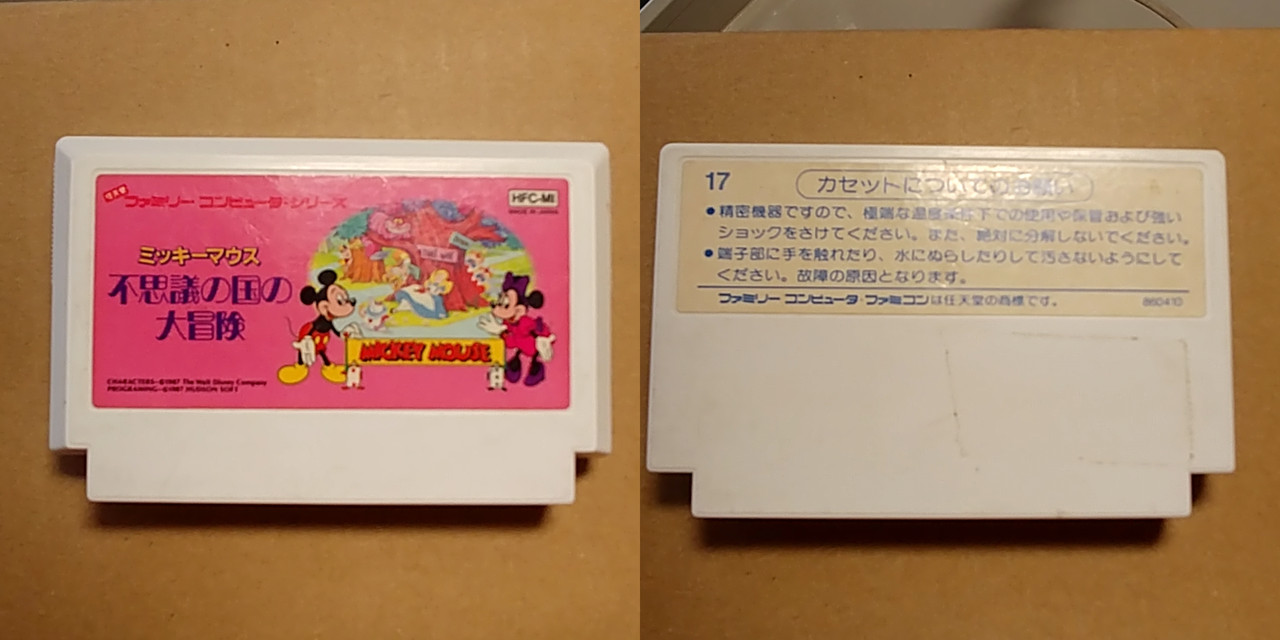 任天堂
ファミリー コンピュータ・シリーズ
HFC-MI
MADE IN JAPAN
ミッキーマウス
不思議の国の
大冒険
MICKEY MOUSE
CHARACTERS—©1987 The Walt Disney Company
PROGRAMING—©1987 HUDSON SOFT
17
カセットについてのお願い
●精密機器ですので、極端な温度条件下での使用や保管および強い
ショックをさけてください。また、絶対に分解しないでください。
●端子部に手を触れたり、水にぬらしたりして汚さないようにして
ください。故障の原因となります。
ファミリー コンピュータ・ファミコンは任天堂の商標です。
860410